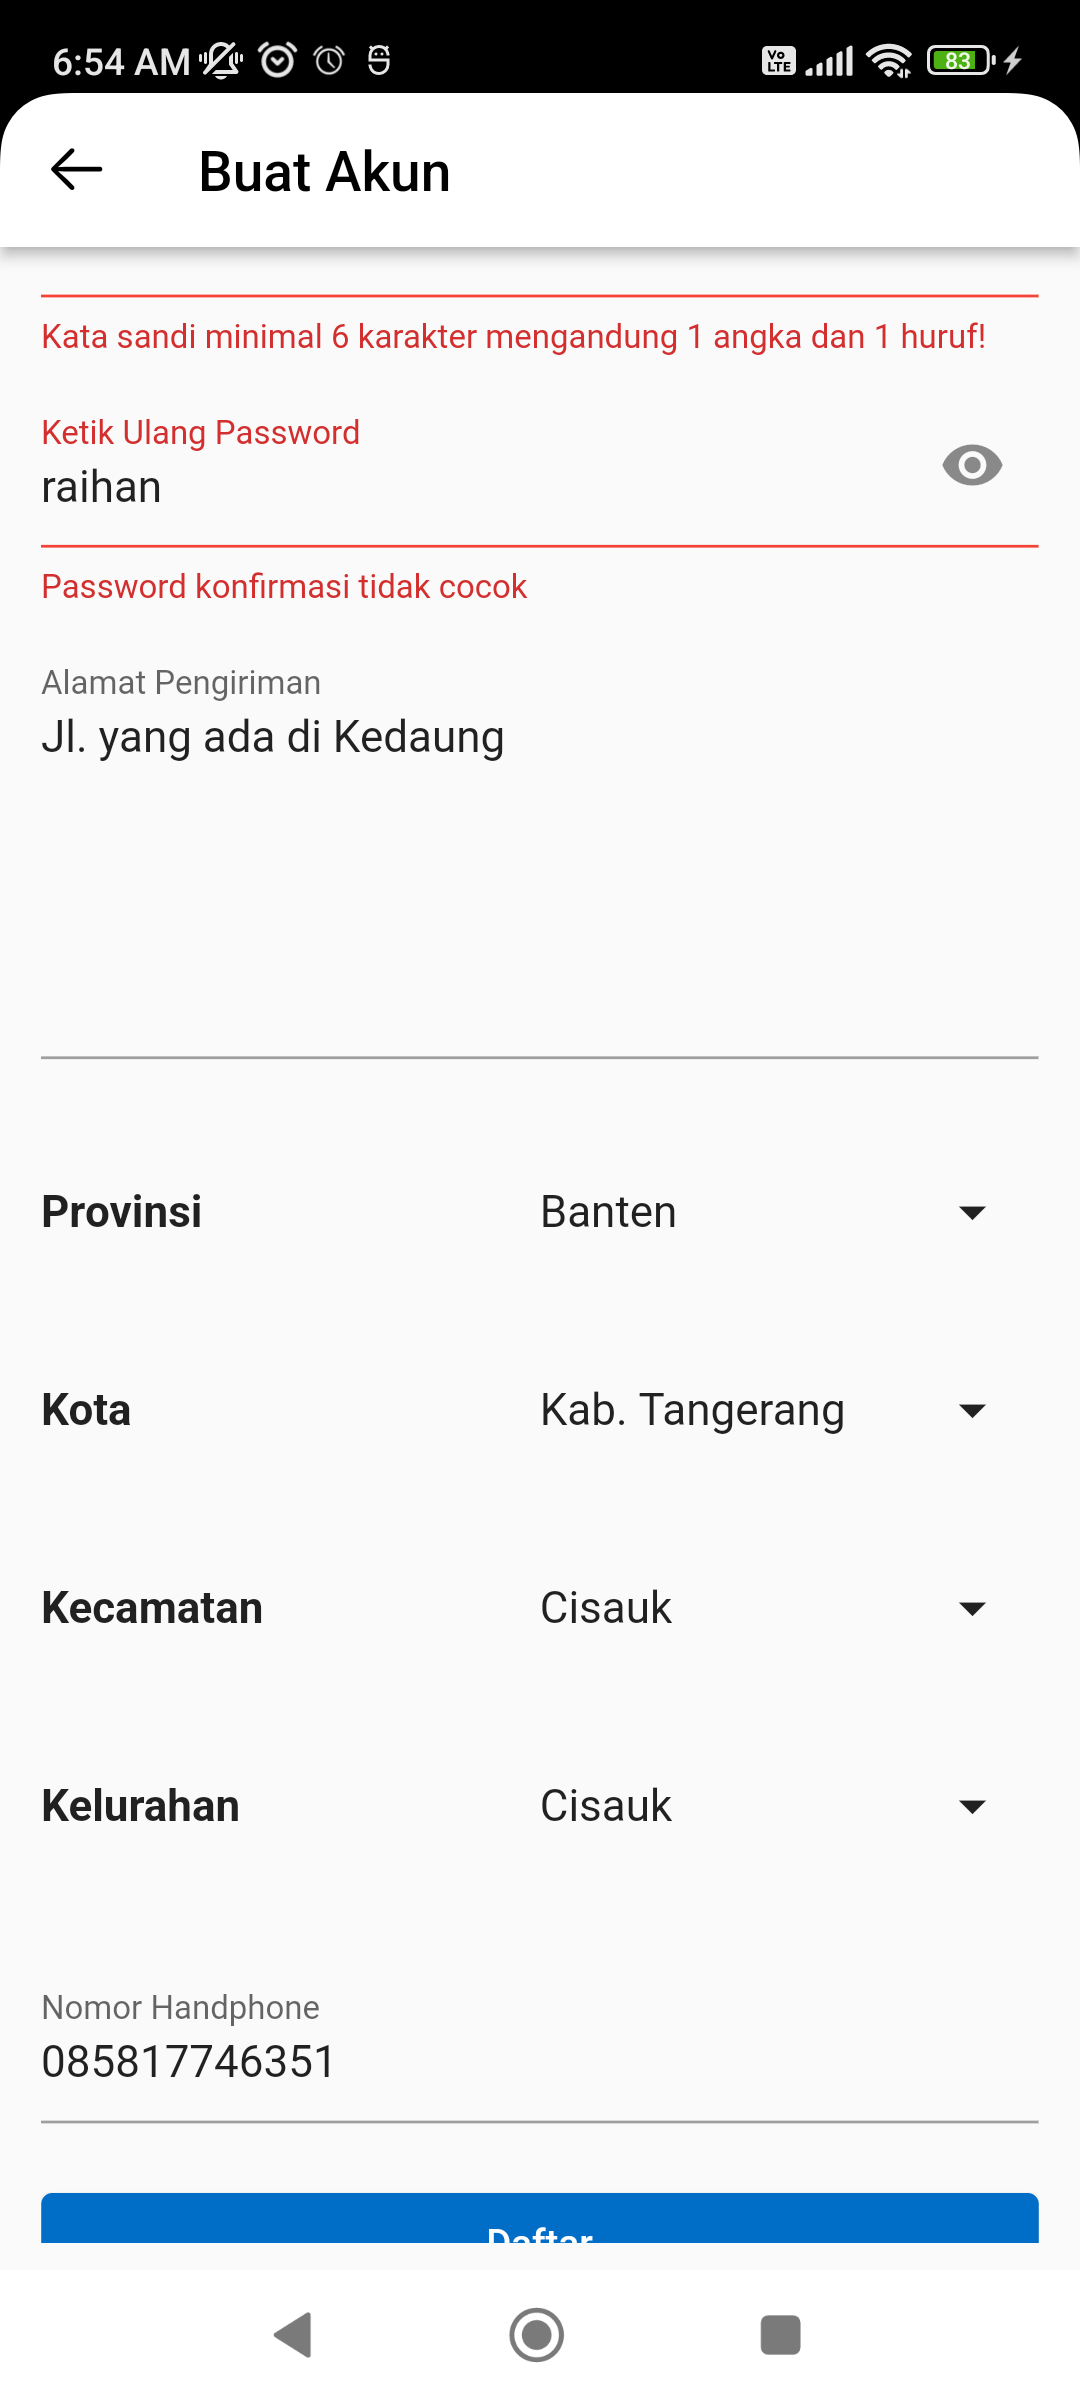 6:54 AM
Vo LTE
83
Buat Akun
Kata sandi minimal 6 karakter mengandung 1 angka dan 1 huruf!
Ketik Ulang Password
raihan
Password konfirmasi tidak cocok
Alamat Pengiriman
Jl. yang ada di Kedaung
Provinsi Banten
Kota Kab. Tangerang
Kecamatan Cisauk
Kelurahan Cisauk
Nomor Handphone
085817746351
Daftar